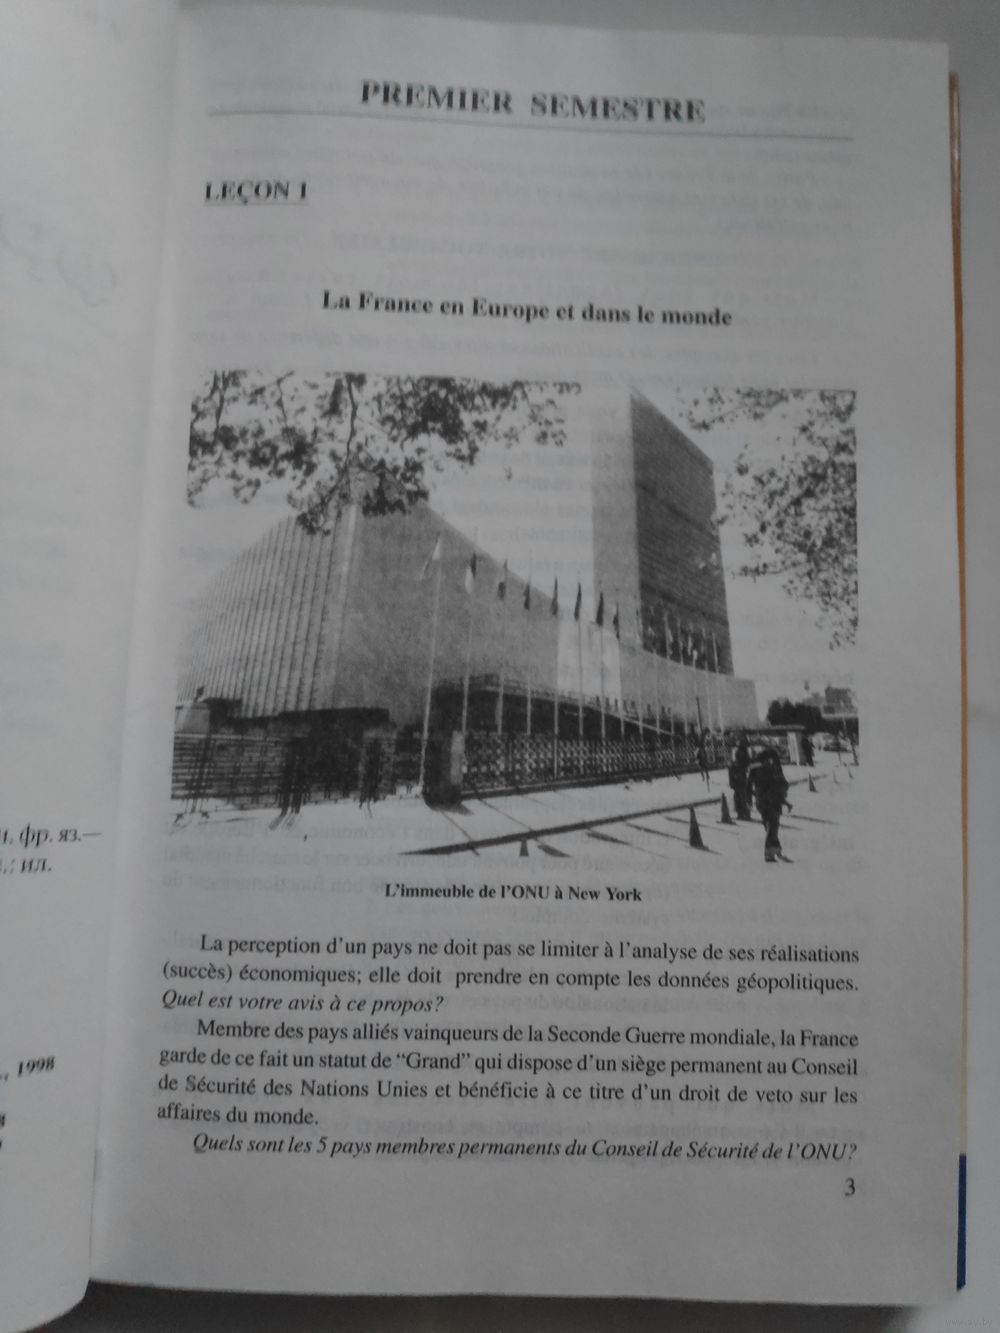 PREMIER SEMESTRE
LEÇON 1
La France en Europe et dans le monde
L'immeuble de l'ONU à New York
La perception d'un pays ne doit pas se limiter à l'analyse de ses réalisations
(succès) économiques; elle doit prendre en compte les données géopolitiques.
Quel est votre avis à ce propos?
Membre des pays alliés vainqueurs de la Seconde Guerre mondiale, la France
garde de ce fait un statut de “Grand” qui dispose d'un siège permanent au Conseil
de Sécurité des Nations Unies et bénéficie à ce titre d'un droit de veto sur les
affaires du monde.
Quels sont les 5 pays membres permanents du Conseil de Sécurité de l'ONU?
3
фр. яз.—
ил.
1998